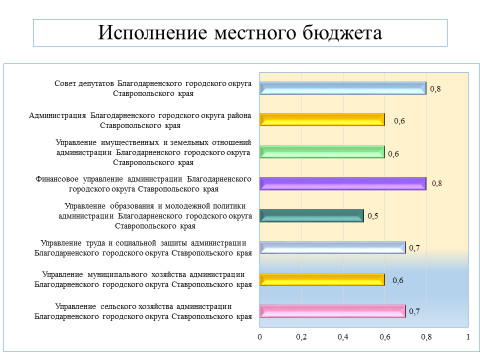 Исполнение местного бюджета
Совет депутатов Благодарненского городского округа
Ставропольского края
0,8
Администрация Благодарненского городского округа района
Ставропольского края
0,6
Управление имущественных и земельных отношений
администрации Благодарненского городского округа
Ставропольского края
0,6
Финансовое управление администрации Благодарненского
городского округа Ставропольского края
0,8
Управление образования и молодежной политики
администрации Благодарненского городского округа
Ставропольского края
0,5
Управление труда и социальной защиты администрации
Благодарненского городского округа Ставропольского края
0,7
Управление муниципального хозяйства администрации
Благодарненского городского округа Ставропольского края
0,6
Управление сельского хозяйства администрации
Благодарненского городского округа Ставропольского края
0,7
0 0,2 0,4 0,6 0,8 1